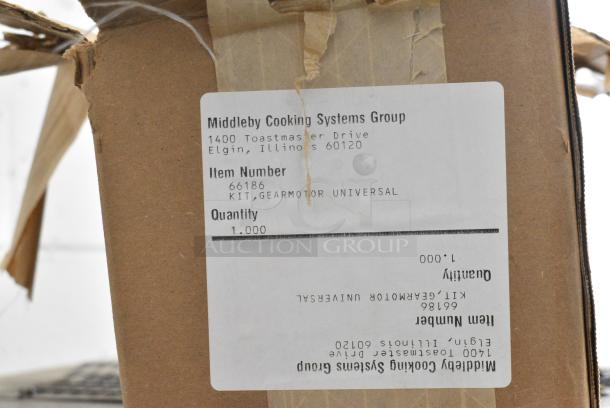 Middleby Cooking Systems Group
1400 Toastmaster Drive
Elgin, Illinois 60120
Item Number
66186
KIT,GEARMOTOR UNIVERSAL
Quantity
1.000
AUCTION GROUP
Middleby Cooking Systems Group
1400 Toastmaster Drive
Elgin, Illinois 60120
Item Number
66186
KIT,GEARMOTOR UNIVERSAL
Quantity
1.000